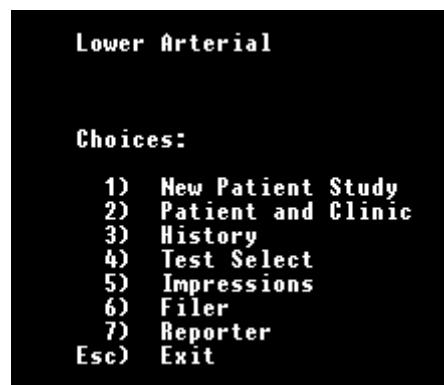 Lower Arterial
Choices:
1) New Patient Study
2) Patient and Clinic
3) History
4) Test Select
5) Impressions
6) Filer
7) Reporter
Esc) Exit